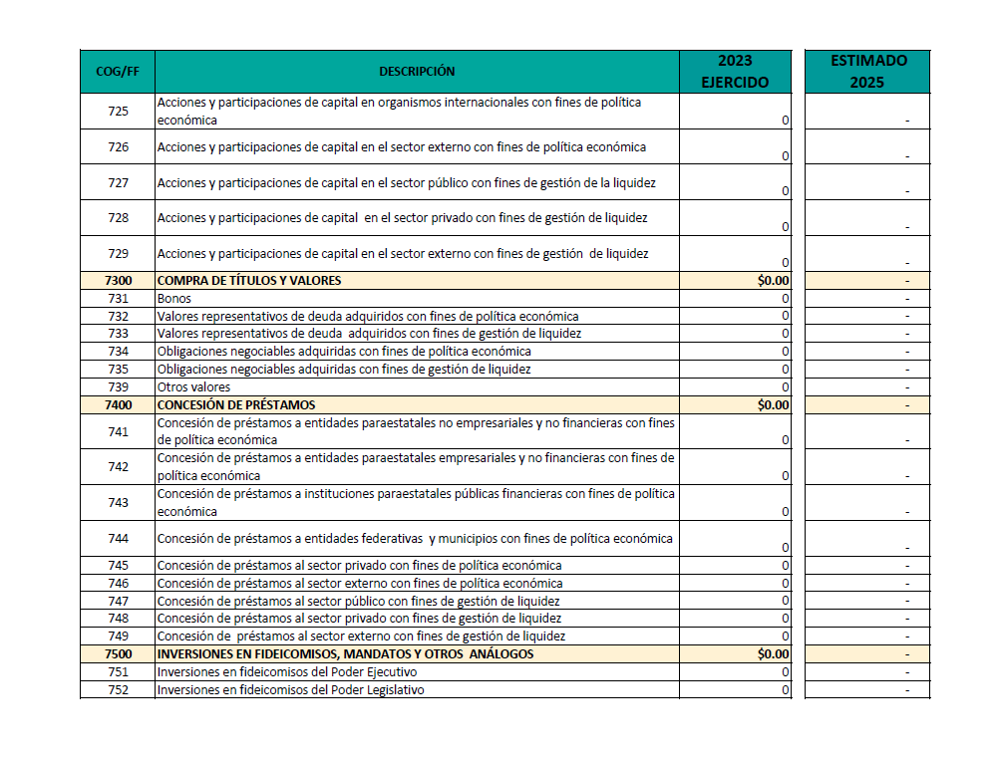 COG/FF DESCRIPCIÓN 2023 EJERCIDO ESTIMADO 2025
725 Acciones y participaciones de capital en organismos internacionales con fines de política
económica 0 -
726 Acciones y participaciones de capital en el sector externo con fines de política económica 0 -
727 Acciones y participaciones de capital en el sector público con fines de gestión de la liquidez 0 -
728 Acciones y participaciones de capital  en el sector privado con fines de gestión de liquidez 0 -
729 Acciones y participaciones de capital en el sector externo con fines de gestión  de liquidez 0 -
7300 COMPRA DE TÍTULOS Y VALORES $0.00 -
731 Bonos 0 -
732 Valores representativos de deuda adquiridos con fines de política económica 0 -
733 Valores representativos de deuda  adquiridos con fines de gestión de liquidez 0 -
734 Obligaciones negociables adquiridas con fines de política económica 0 -
735 Obligaciones negociables adquiridas con fines de gestión de liquidez 0 -
739 Otros valores 0 -
7400 CONCESIÓN DE PRÉSTAMOS $0.00 -
741 Concesión de préstamos a entidades paraestatales no empresariales y no financieras con fines
de política económica 0 -
742 Concesión de préstamos a entidades paraestatales empresariales y no financieras con fines de
política económica 0 -
743 Concesión de préstamos a instituciones paraestatales públicas financieras con fines de política
económica 0 -
744 Concesión de préstamos a entidades federativas  y municipios con fines de política económica 0 -
745 Concesión de préstamos al sector privado con fines de política económica 0 -
746 Concesión de préstamos al sector externo con fines de política económica 0 -
747 Concesión de préstamos al sector público con fines de gestión de liquidez 0 -
748 Concesión de préstamos al sector privado con fines de gestión de liquidez 0 -
749 Concesión de  préstamos al sector externo con fines de gestión de liquidez 0 -
7500 INVERSIONES EN FIDEICOMISOS, MANDATOS Y OTROS  ANÁLOGOS $0.00 -
751 Inversiones en fideicomisos del Poder Ejecutivo 0 -
752 Inversiones en fideicomisos del Poder Legislativo 0 -